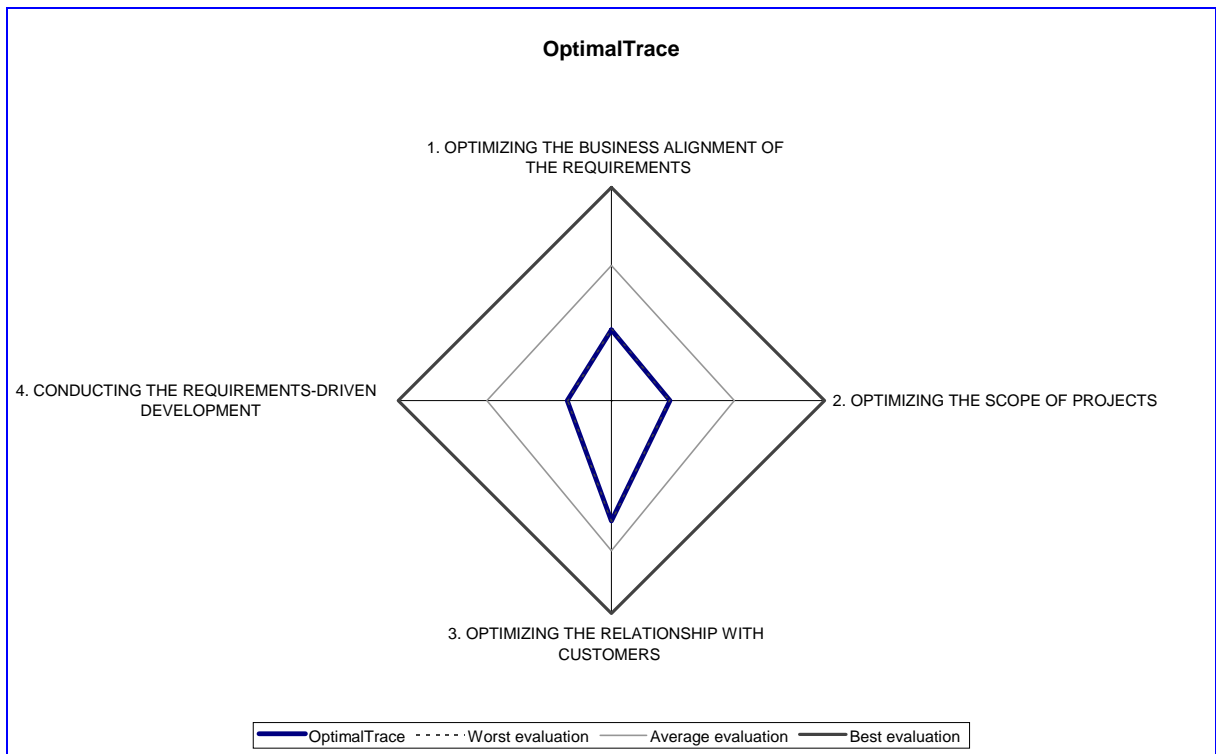 OptimalTrace
1. OPTIMIZING THE BUSINESS ALIGNMENT OF
THE REQUIREMENTS
4. CONDUCTING THE REQUIREMENTS-DRIVEN
DEVELOPMENT
2. OPTIMIZING THE SCOPE OF PROJECTS
3. OPTIMIZING THE RELATIONSHIP WITH
CUSTOMERS
OptimalTrace Worst evaluation Average evaluation Best evaluation